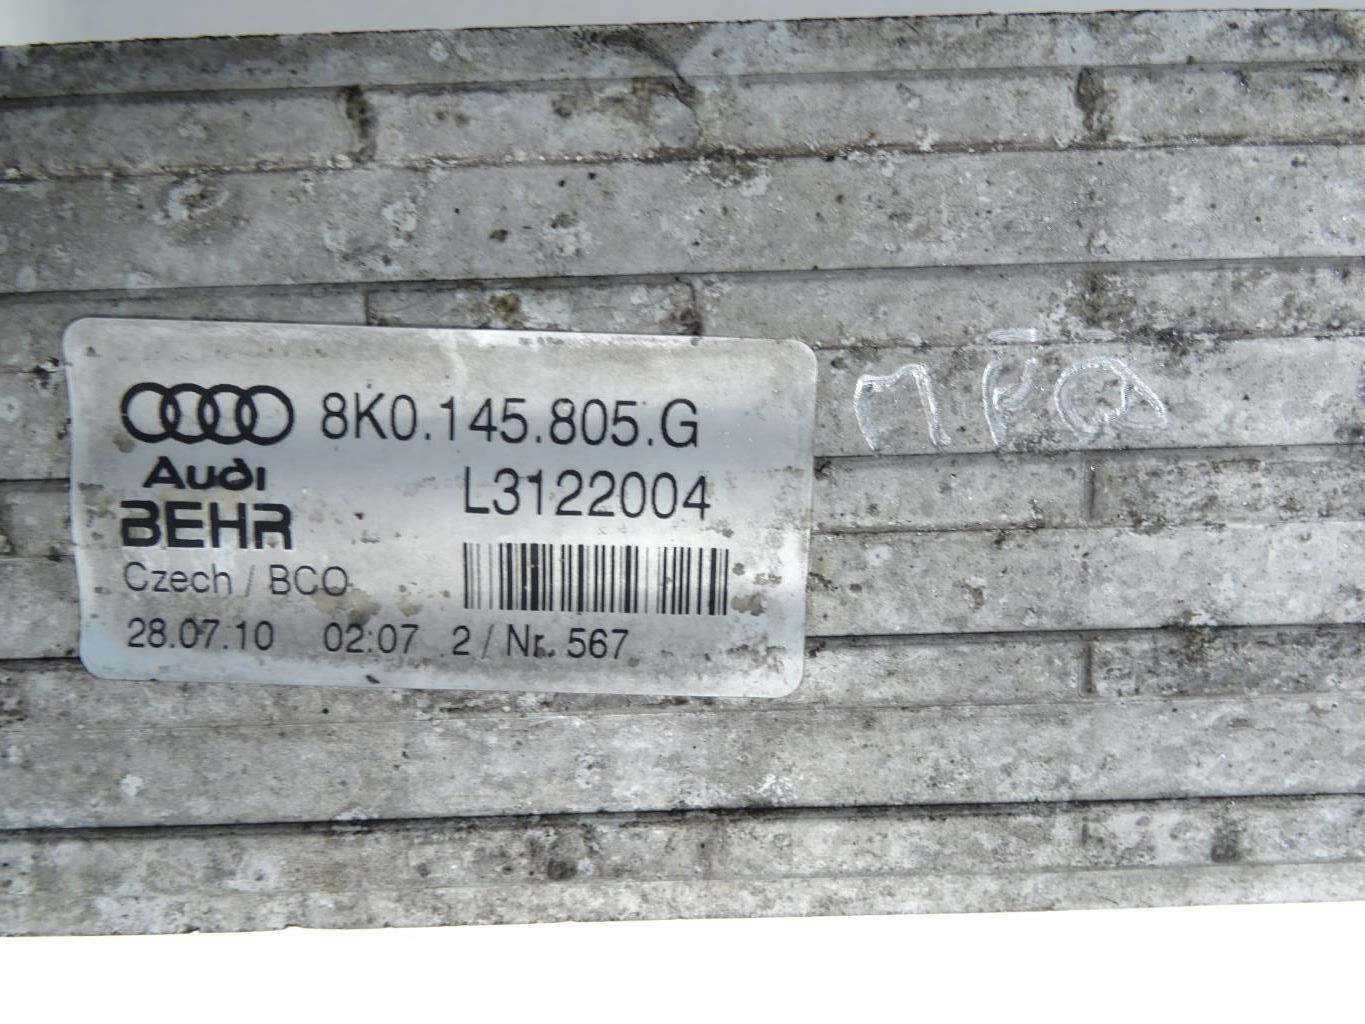 8K0.145.805.G
Audi
L3122004
BEHR
Czech / BCO
28.07.10 02:07 2 / Nr. 567